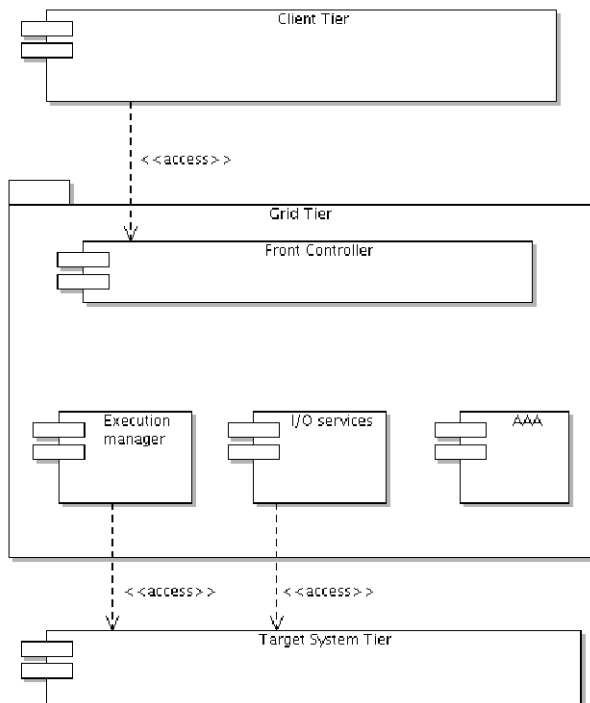 Client Tier
<<access>>
Grid Tier
Front Controller
Execution
manager
I/O services
AAA
<<access>>
<<access>>
Target System Tier